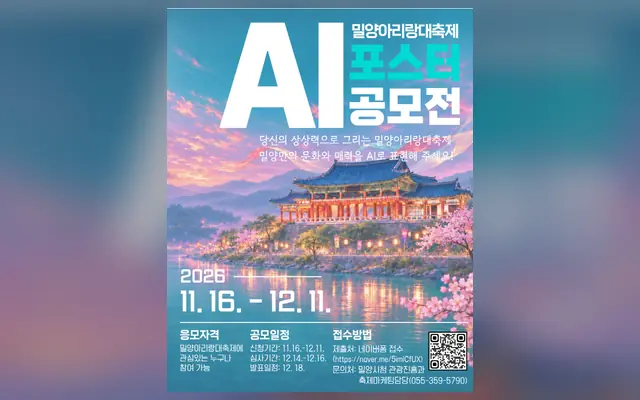 AI
밀양아리랑대축제
포스터
공모전
당신의 상상력으로 그리는 밀양아리랑대축제
밀양만의 문화와 매력을 AI로 표현해 주세요!
2026
11. 16. - 12. 11.
응모자격
밀양아리랑대축제에
관심있는 누구나
참여 가능
공모일정
신청기간: 11.16.-12.11.
심사기간: 12.14.-12.16.
발표일정: 12. 18.
접수방법
제출처: 네이버폼 접수
(https://naver.me/5imlCfUX)
문의처: 밀양시청 관광진흥과
축제마케팅담당(055-359-5790)